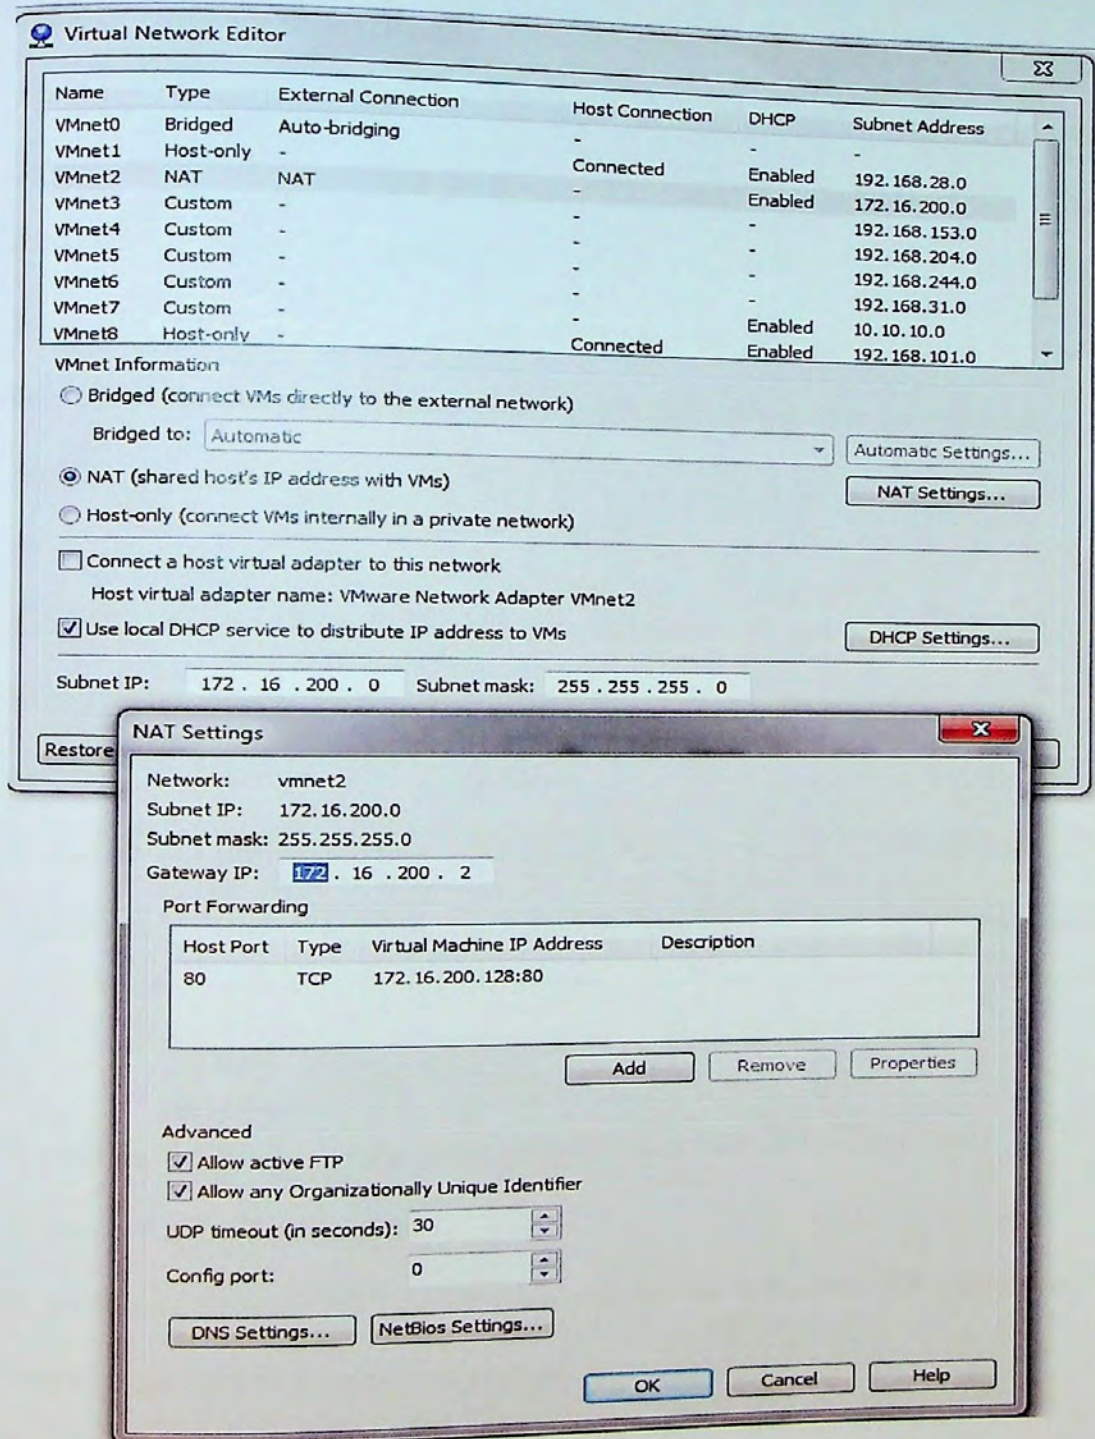 Virtual Network Editor
Name Type External Connection Host Connection DHCP Subnet Address
VMnet0 Bridged Auto-bridging - - -
VMnet1 Host-only - Connected Enabled 192.168.28.0
VMnet2 NAT NAT - Enabled 172.16.200.0
VMnet3 Custom - - - 192.168.153.0
VMnet4 Custom - - - 192.168.204.0
VMnet5 Custom - - - 192.168.244.0
VMnet6 Custom - - - 192.168.31.0
VMnet7 Custom - - Enabled 10.10.10.0
VMnet8 Host-only - Connected Enabled 192.168.101.0
VMnet Information
Bridged (connect VMs directly to the external network)
Bridged to: Automatic Automatic Settings...
NAT (shared host's IP address with VMs) NAT Settings...
Host-only (connect VMs internally in a private network)
Connect a host virtual adapter to this network
Host virtual adapter name: VMware Network Adapter VMnet2
Use local DHCP service to distribute IP address to VMs DHCP Settings...
Subnet IP: 172 . 16 . 200 . 0 Subnet mask: 255 . 255 . 255 . 0
Restore
NAT Settings
Network: vmnet2
Subnet IP: 172.16.200.0
Subnet mask: 255.255.255.0
Gateway IP: 172 . 16 . 200 . 2
Port Forwarding
Host Port Type Virtual Machine IP Address Description
80 TCP 172.16.200.128:80
Add Remove Properties
Advanced
Allow active FTP
Allow any Organizationally Unique Identifier
UDP timeout (in seconds): 30
Config port: 0
DNS Settings... NetBios Settings...
OK Cancel Help